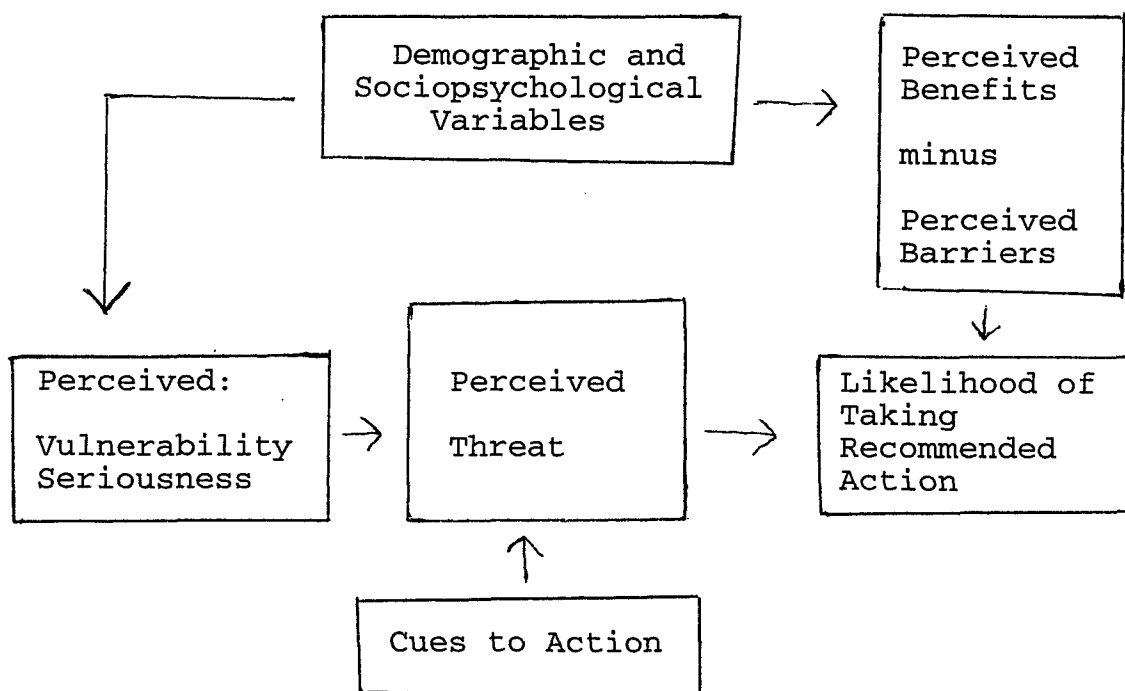 Demographic and
Sociopsychological
Variables
Perceived
Benefits
minus
Perceived
Barriers
Perceived:
Vulnerability
Seriousness
Perceived
Threat
Likelihood of
Taking
Recommended
Action
Cues to Action